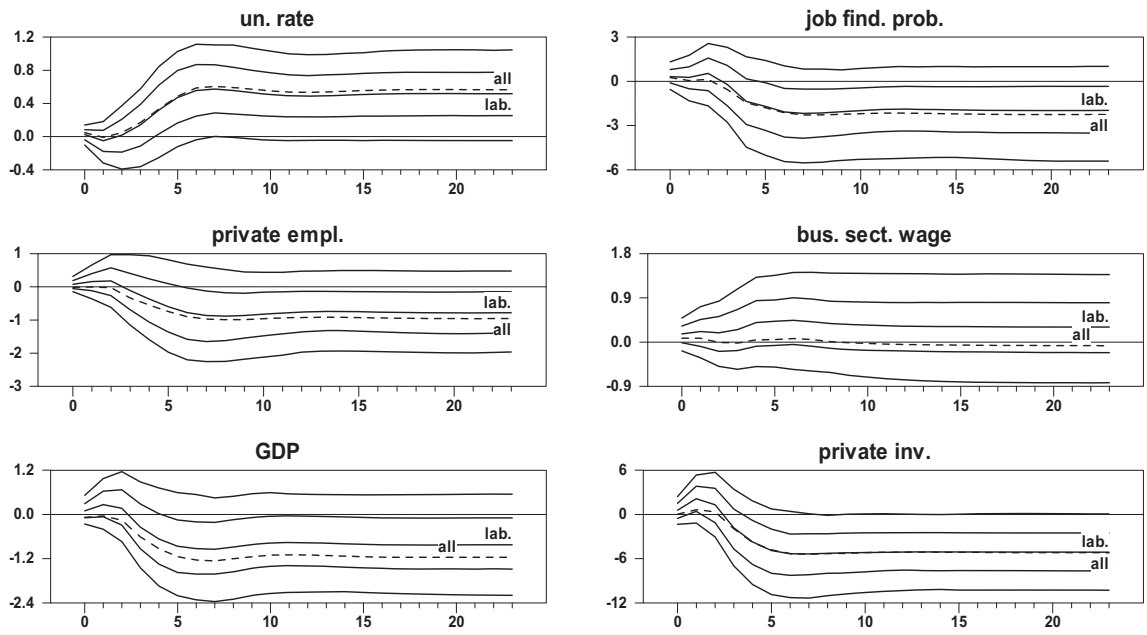 un. rate
1.2
0.8
0.4
0.0
-0.4
all
lab.
0 5 10 15 20
job find. prob.
3
0
-3
-6
lab.
all
0 5 10 15 20
private empl.
1
0
-1
-2
-3
lab.
all
0 5 10 15 20
bus. sect. wage
1.8
0.9
0.0
-0.9
lab.
all
0 5 10 15 20
GDP
1.2
0.0
-1.2
-2.4
lab.
all
0 5 10 15 20
private inv.
6
0
-6
-12
lab.
all
0 5 10 15 20